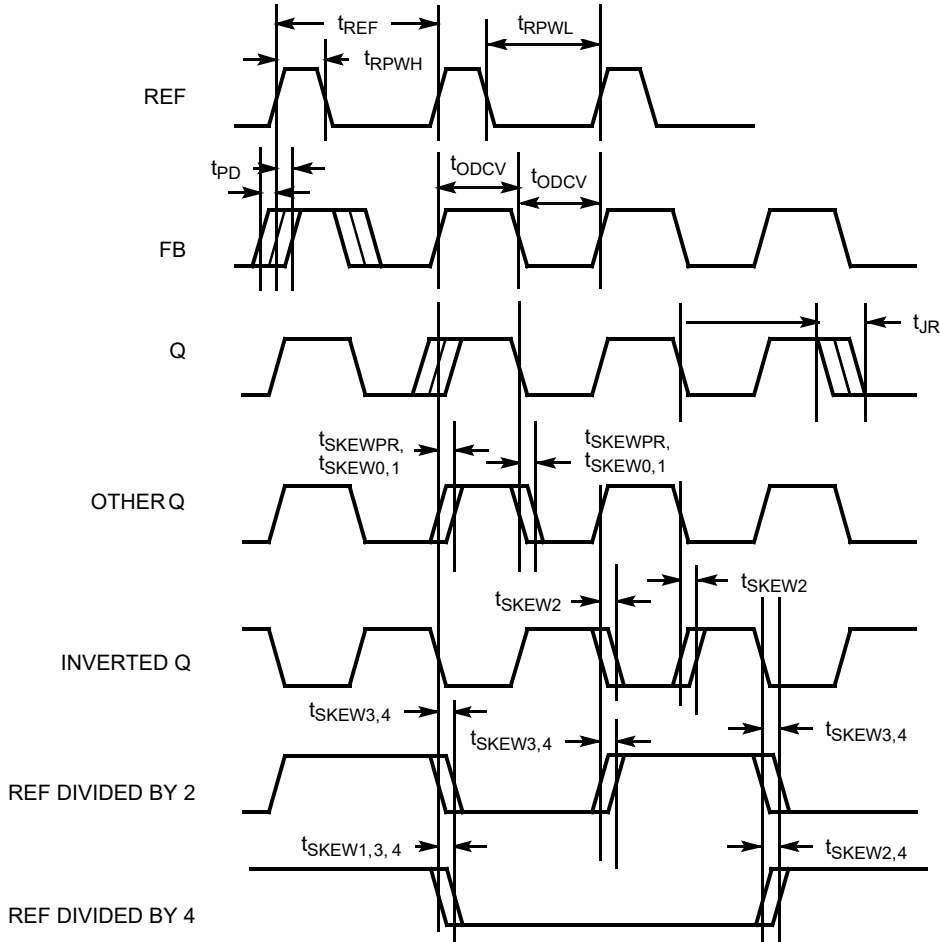 tREF
tRPWL
tRPWH
REF
tPD
tODCV
tODCV
FB
tJR
Q
tSKEWPR,
tSKEW0,1
tSKEWPR,
tSKEW0,1
OTHER Q
tSKEW2
tSKEW2
INVERTED Q
tSKEW3,4
tSKEW3,4
tSKEW3,4
REF DIVIDED BY 2
tSKEW1,3, 4
tSKEW2,4
REF DIVIDED BY 4